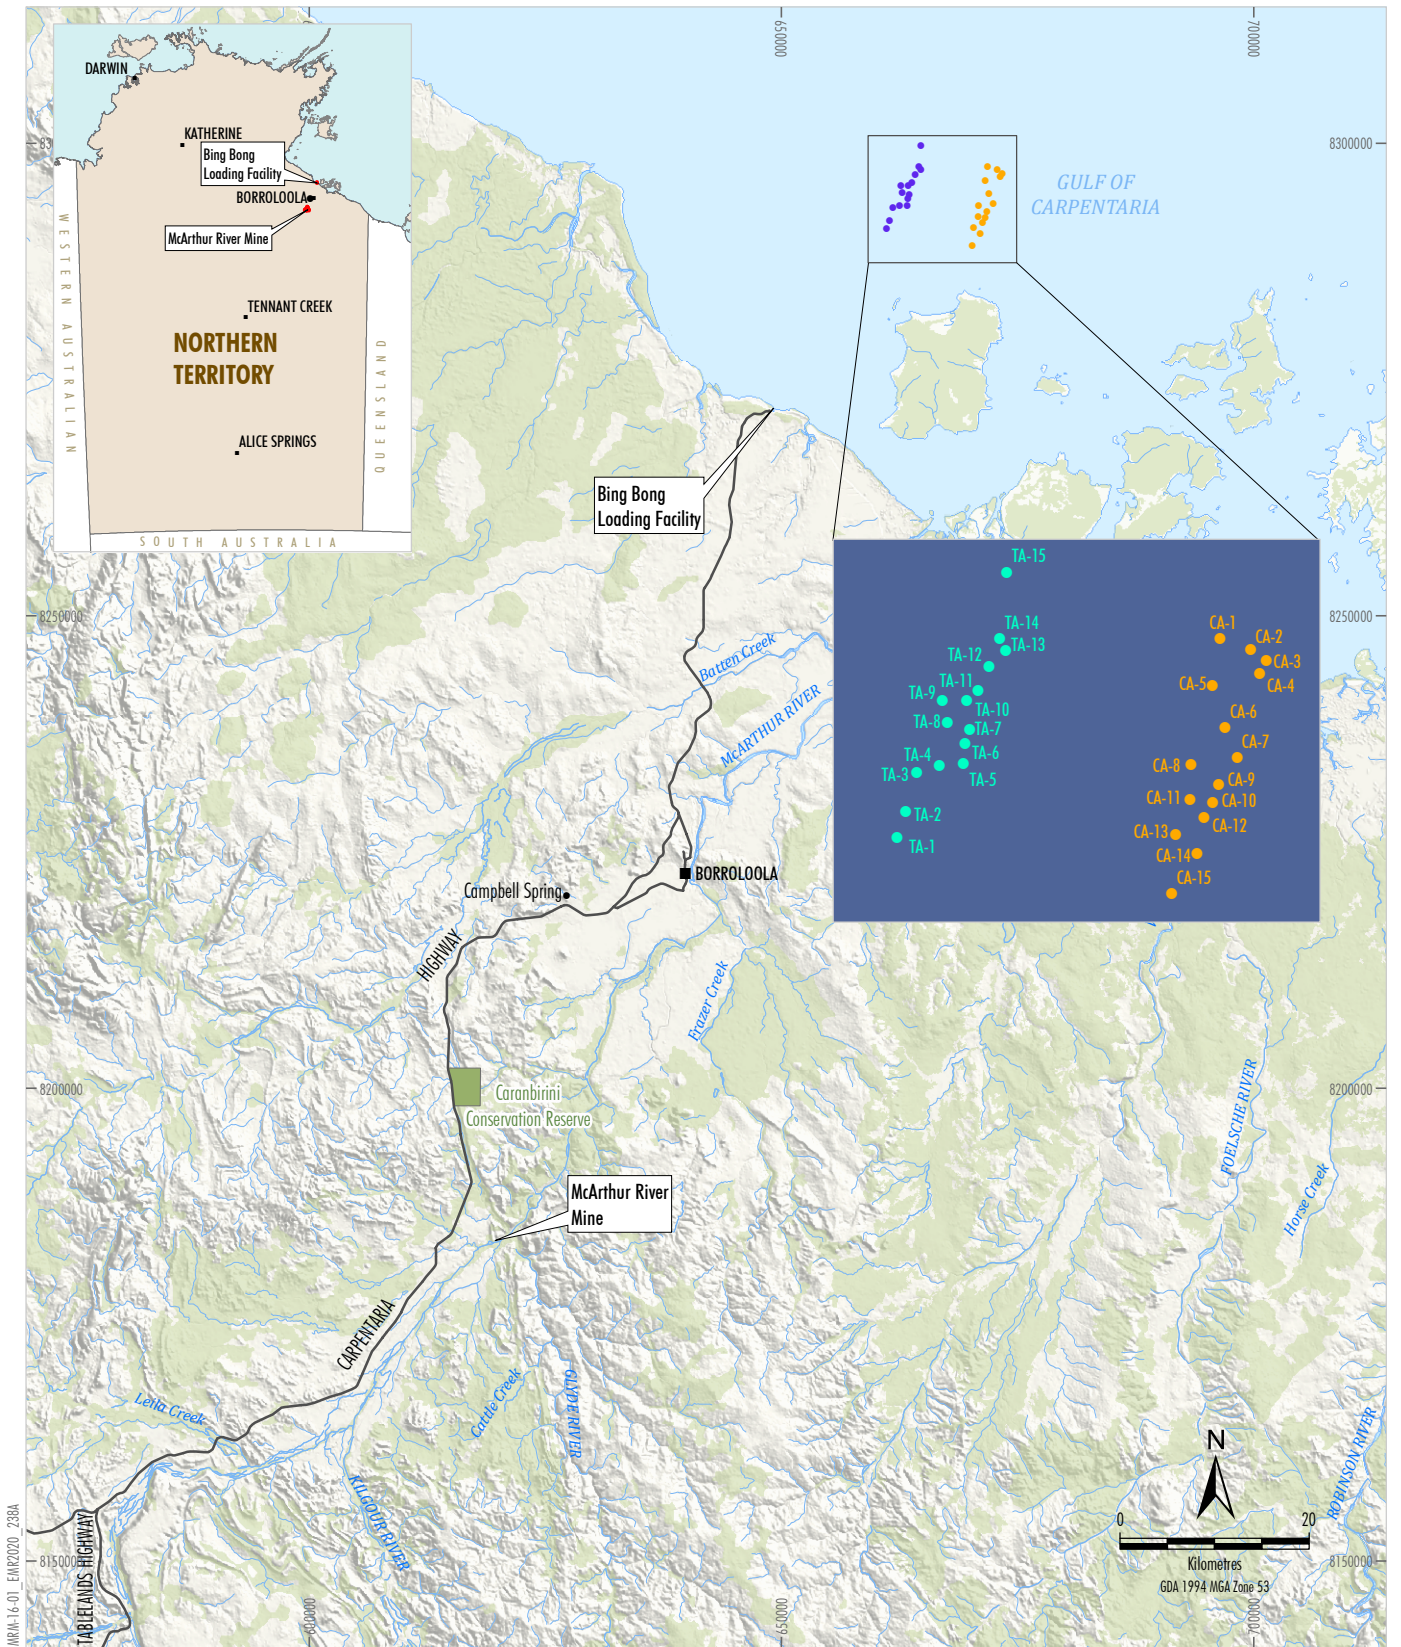 650000
700000
8300000
DARWIN
KATHERINE
Bing Bong
Loading Facility
BORROLOOLA
McArthur River Mine
TENNANT CREEK
NORTHERN
TERRITORY
ALICE SPRINGS
WESTERN AUSTRALIAN
QUEENSLAND
SOUTH AUSTRALIA
GULF OF
CARPENTARIA
Bing Bong
Loading Facility
8250000
8250000
TA-15
TA-14
TA-13
TA-12
TA-11
TA-9
TA-10
TA-8
TA-7
TA-6
TA-4
TA-3
TA-5
TA-2
TA-1
CA-1
CA-2
CA-3
CA-4
CA-5
CA-6
CA-7
CA-8
CA-9
CA-11
CA-10
CA-12
CA-13
CA-14
CA-15
Batten Creek
McARTHUR RIVER
BORROLOOLA
Campbell Spring
HIGHWAY
Frazer Creek
8200000
8200000
Caranbirini
Conservation Reserve
FOELSCHE RIVER
Horse Creek
McArthur River
Mine
CARPENTARIA
Leila Creek
Cattle Creek
GLYDE RIVER
KILGOUR RIVER
ROBINSON RIVER
N
0
20
Kilometres
GDA 1994 MGA Zone 53
TABLELANDS HIGHWAY
8150000
8150000
600000
650000
700000
MRM-16-01_EMR2020_238A